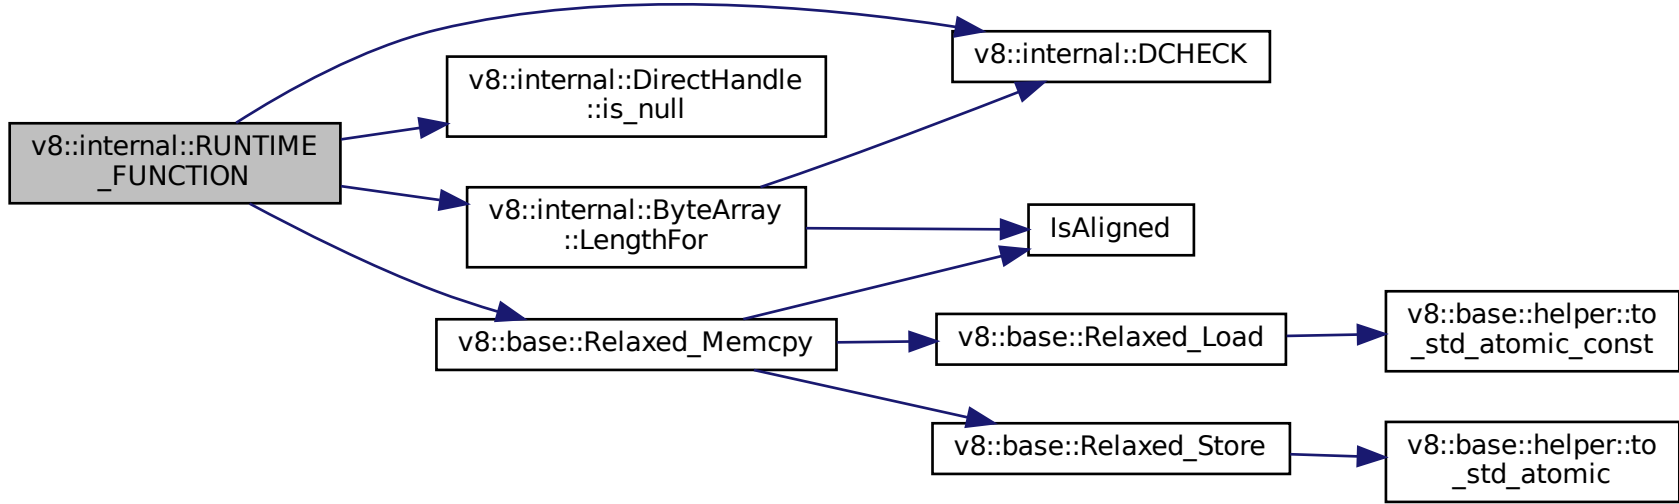 v8::internal::RUNTIME
_FUNCTION
v8::internal::DCHECK
v8::internal::DirectHandle
::is_null
v8::internal::ByteArray
::LengthFor
IsAligned
v8::base::Relaxed_Memcpy
v8::base::Relaxed_Load
v8::base::helper::to
_std_atomic_const
v8::base::Relaxed_Store
v8::base::helper::to
_std_atomic